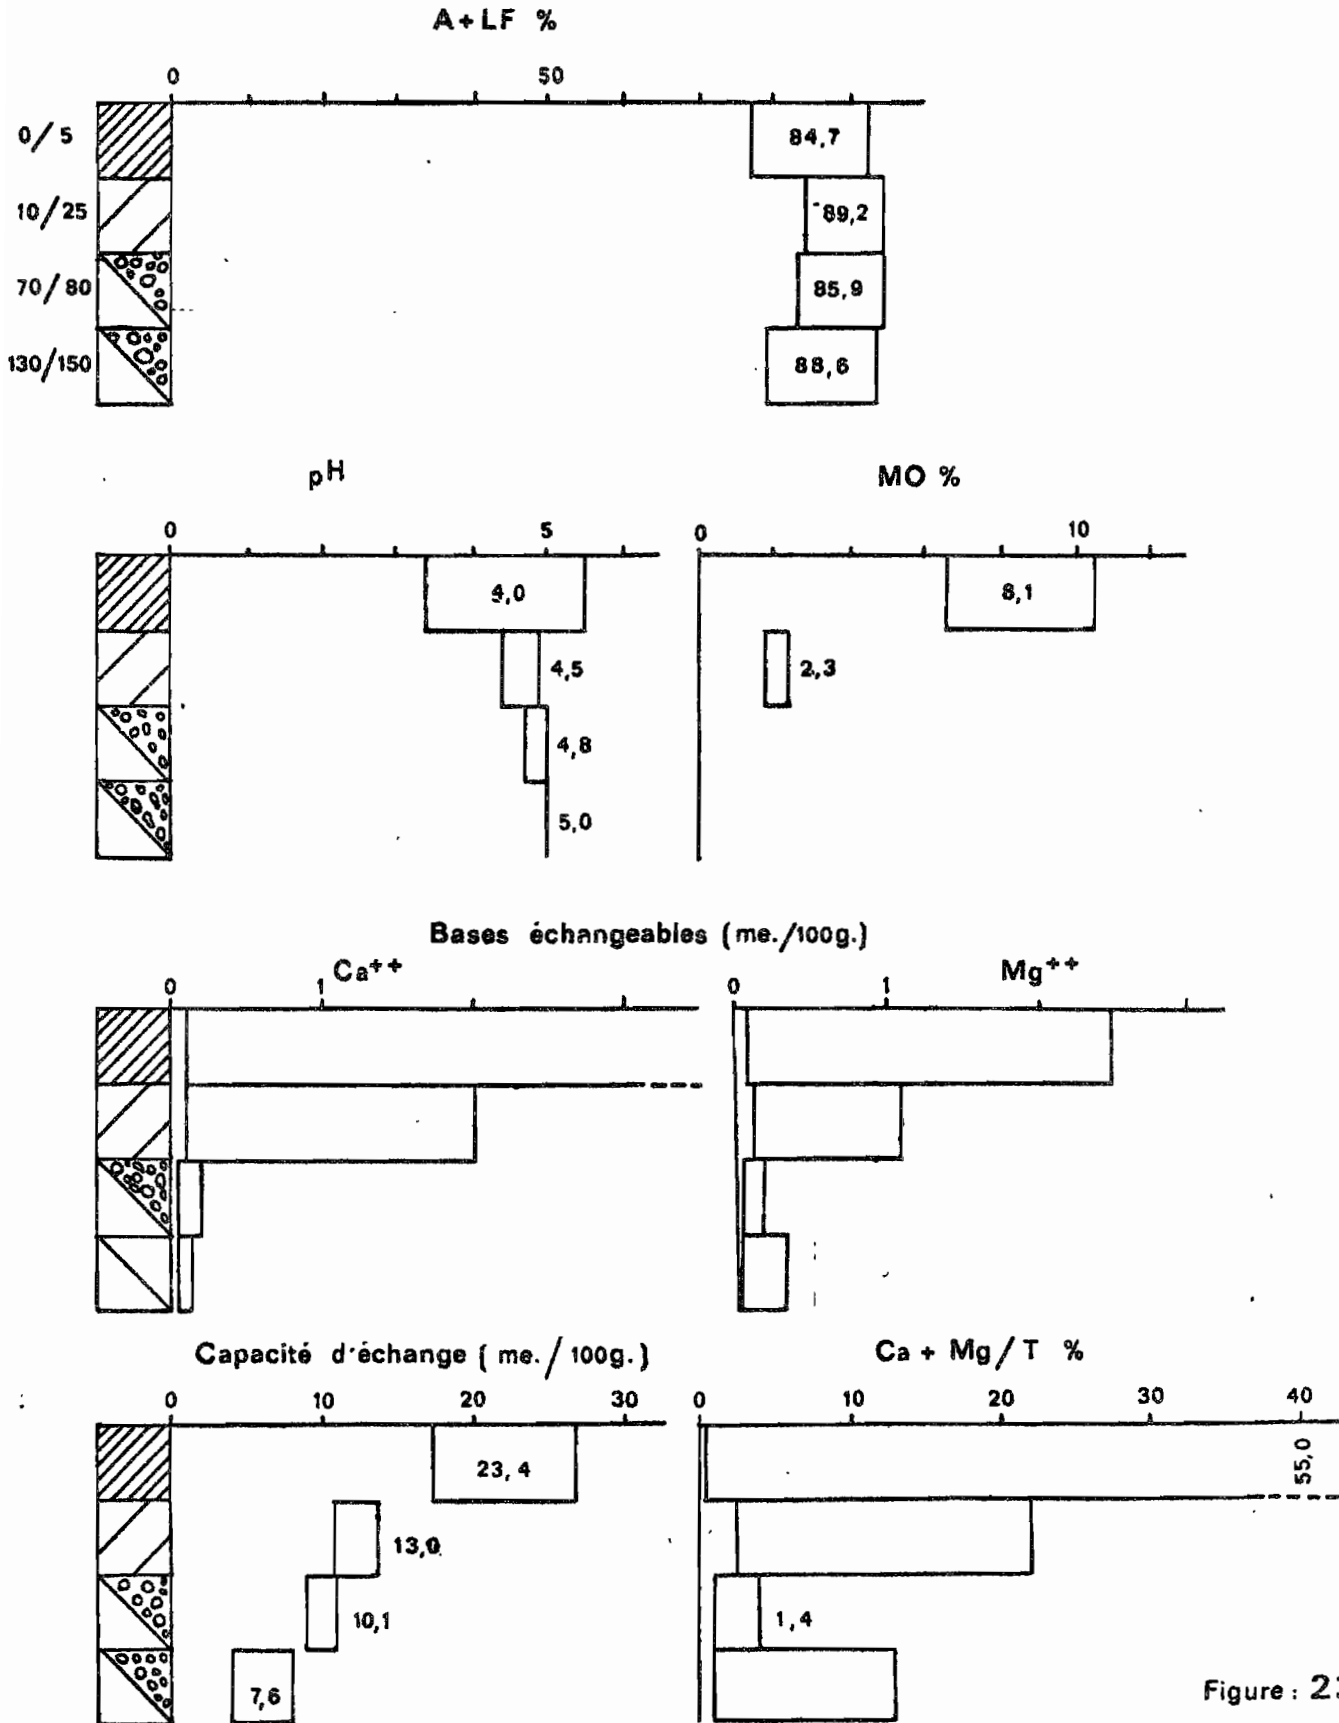 A+LF %
0 50
0/5 84,7
10/25 89,2
70/80 85,9
130/150 88,6
pH MO %
0 5 0 10
4,0 8,1
4,5 2,3
4,8
5,0
Bases échangeables (me./100g.)
Ca++ Mg++
0 1 0 1
Capacité d'échange (me./100g.) Ca + Mg/T %
0 10 20 30 0 10 20 30 40
23,4 55,0
13,0
10,1 1,4
7,6
Figure :